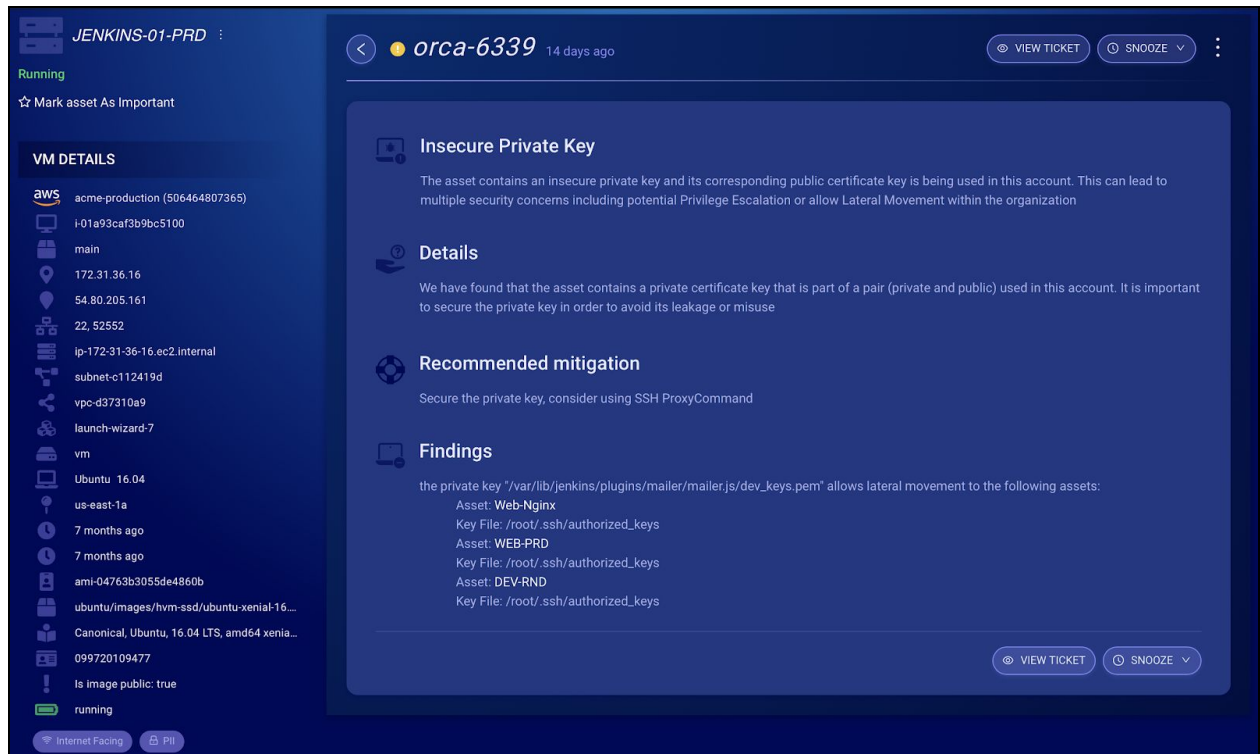 JENKINS-01-PRD
Running
Mark asset As Important
VM DETAILS
aws
acme-production (506464807365)
i-01a93caf3b9bc5100
main
172.31.36.16
54.80.205.161
22, 52552
ip-172-31-36-16.ec2.internal
subnet-c112419d
vpc-d37310a9
launch-wizard-7
vm
Ubuntu 16.04
us-east-1a
7 months ago
7 months ago
ami-04763b3055de4860b
ubuntu/images/hvm-ssd/ubuntu-xenial-16....
Canonical, Ubuntu, 16.04 LTS, amd64 xenia...
099720109477
Is image public: true
running
Internet Facing
PII
orca-6339 14 days ago
VIEW TICKET
SNOOZE
Insecure Private Key
The asset contains an insecure private key and its corresponding public certificate key is being used in this account. This can lead to
multiple security concerns including potential Privilege Escalation or allow Lateral Movement within the organization
Details
We have found that the asset contains a private certificate key that is part of a pair (private and public) used in this account. It is important
to secure the private key in order to avoid its leakage or misuse
Recommended mitigation
Secure the private key, consider using SSH ProxyCommand
Findings
the private key "/var/lib/jenkins/plugins/mailer/mailer.js/dev_keys.pem" allows lateral movement to the following assets:
Asset: Web-Nginx
Key File: /root/.ssh/authorized_keys
Asset: WEB-PRD
Key File: /root/.ssh/authorized_keys
Asset: DEV-RND
Key File: /root/.ssh/authorized_keys
VIEW TICKET
SNOOZE